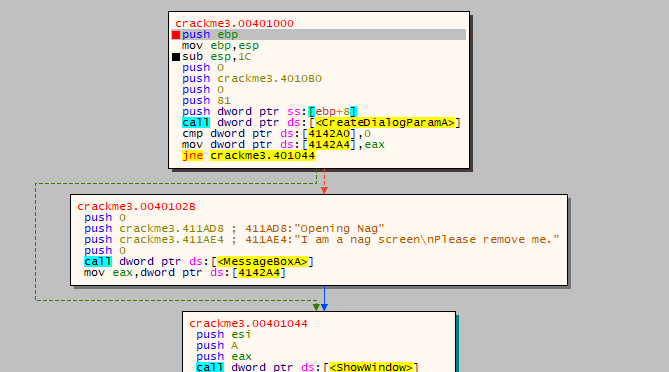 crackme3.00401000
push ebp
mov ebp,esp
sub esp,1C
push 0
push crackme3.4010B0
push 0
push 81
push dword ptr ss:[ebp+8]
call dword ptr ds:[<CreateDialogParamA>]
cmp dword ptr ds:[4142A0],0
mov dword ptr ds:[4142A4],eax
jne crackme3.401044
crackme3.0040102B
push 0
push crackme3.411AD8 ; 411AD8:"Opening Nag"
push crackme3.411AE4 ; 411AE4:"I am a nag screen\nPlease remove me."
push 0
call dword ptr ds:[<MessageBoxA>]
mov eax,dword ptr ds:[4142A4]
crackme3.00401044
push esi
push A
push eax
call dword ptr ds:[<ShowWindow>]